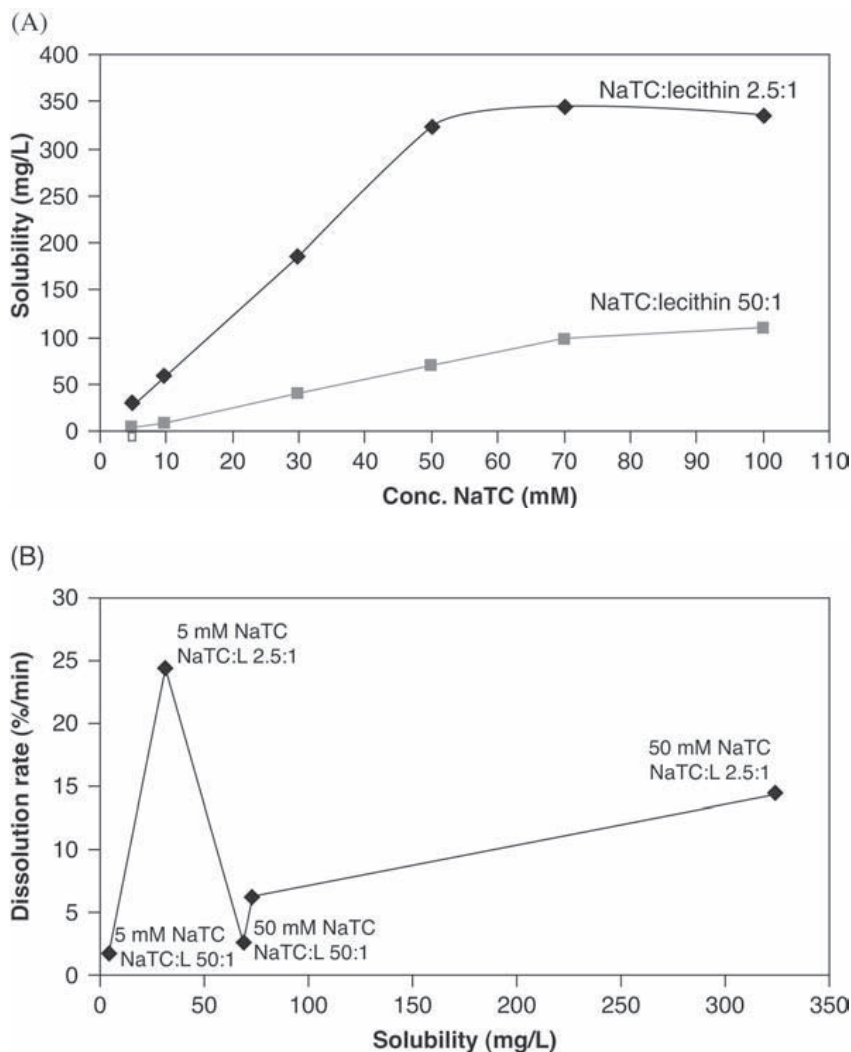 (A)
400
350
300
250
200
150
100
50
0
Solubility (mg/L)
NaTC:lecithin 2.5:1
NaTC:lecithin 50:1
0 10 20 30 40 50 60 70 80 90 100 110
Conc. NaTC (mM)
(B)
30
25
20
15
10
5
0
Dissolution rate (%/min)
5 mM NaTC
NaTC:L 2.5:1
50 mM NaTC
NaTC:L 2.5:1
5 mM NaTC
NaTC:L 50:1
50 mM NaTC
NaTC:L 50:1
0 50 100 150 200 250 300 350
Solubility (mg/L)